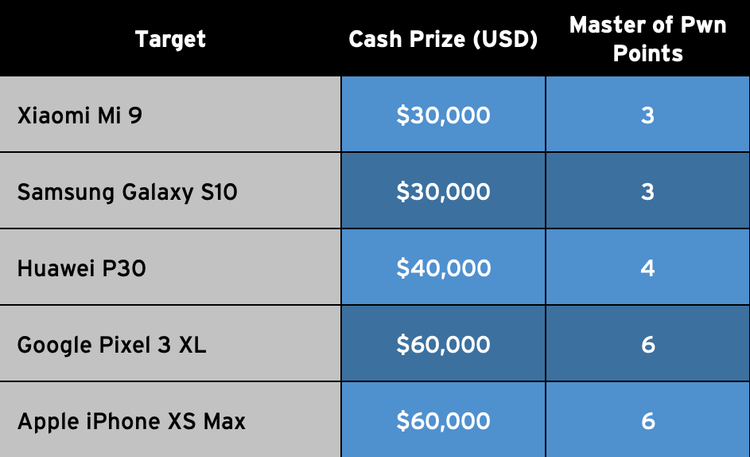 Target Cash Prize (USD) Master of Pwn Points
Xiaomi Mi 9 $30,000 3
Samsung Galaxy S10 $30,000 3
Huawei P30 $40,000 4
Google Pixel 3 XL $60,000 6
Apple iPhone XS Max $60,000 6